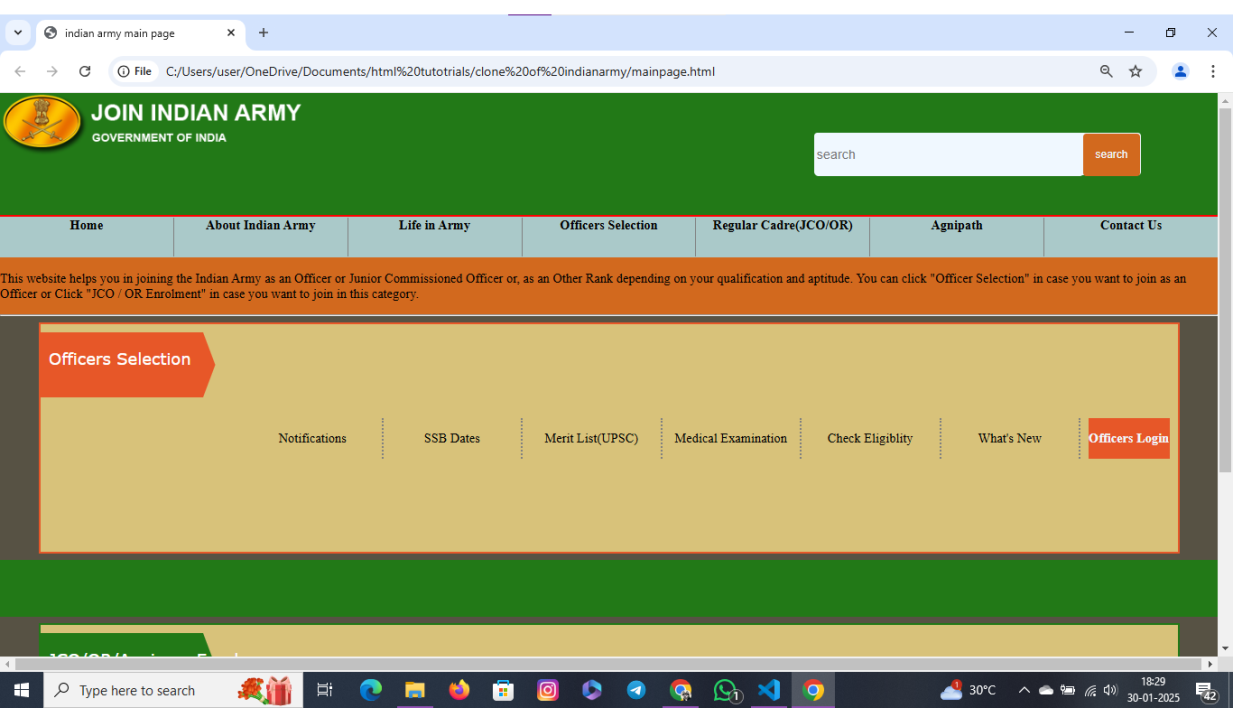 indian army main page
File
C:/Users/user/OneDrive/Documents/html%20tutotrials/clone%20of%20indianarmy/mainpage.html
JOIN INDIAN ARMY
GOVERNMENT OF INDIA
search
search
Home
About Indian Army
Life in Army
Officers Selection
Regular Cadre(JCO/OR)
Agnipath
Contact Us
This website helps you in joining the Indian Army as an Officer or Junior Commissioned Officer or, as an Other Rank depending on your qualification and aptitude. You can click "Officer Selection" in case you want to join as an
Officer or Click "JCO / OR Enrolment" in case you want to join in this category.
Officers Selection
Notifications
SSB Dates
Merit List(UPSC)
Medical Examination
Check Eligiblity
What's New
Officers Login
Type here to search
1
1
30°C
18:29
30-01-2025
42